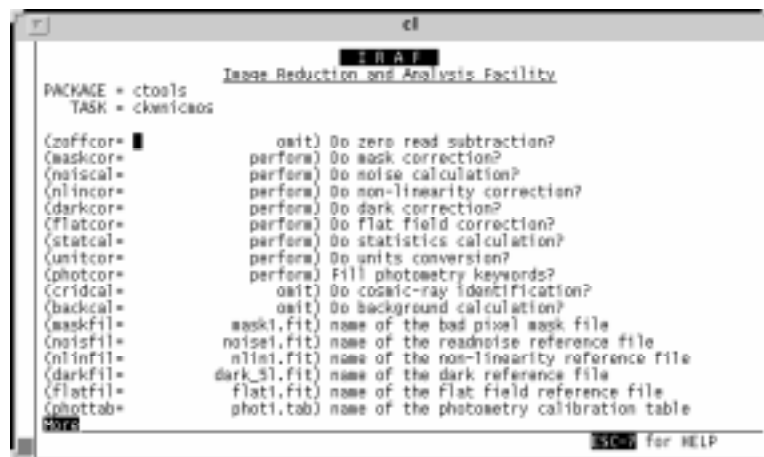 cl
I R A F
Image Reduction and Analysis Facility
PACKAGE = ctools
TASK = ckwnicmos
(zoffcor= omit) Do zero read subtraction?
(maskcor= perform) Do mask correction?
(noiscal= perform) Do noise calculation?
(nlincor= perform) Do non-linearity correction?
(darkcor= perform) Do dark correction?
(flatcor= perform) Do flat field correction?
(statcal= perform) Do statistics calculation?
(unitcor= perform) Do units conversion?
(photcor= perform) Fill photometry keywords?
(cridcal= omit) Do cosmic-ray identification?
(backcal= omit) Do background calculation?
(maskfil= mask1.fit) name of the bad pixel mask file
(noisfil= noise1.fit) name of the readnoise reference file
(nlinfil= nlin1.fit) name of the non-linearity reference file
(darkfil= dark_51.fit) name of the dark reference file
(flatfil= flat1.fit) name of the flat field reference file
(phottab= phot1.tab) name of the photometry calibration table
More
ESC-? for HELP